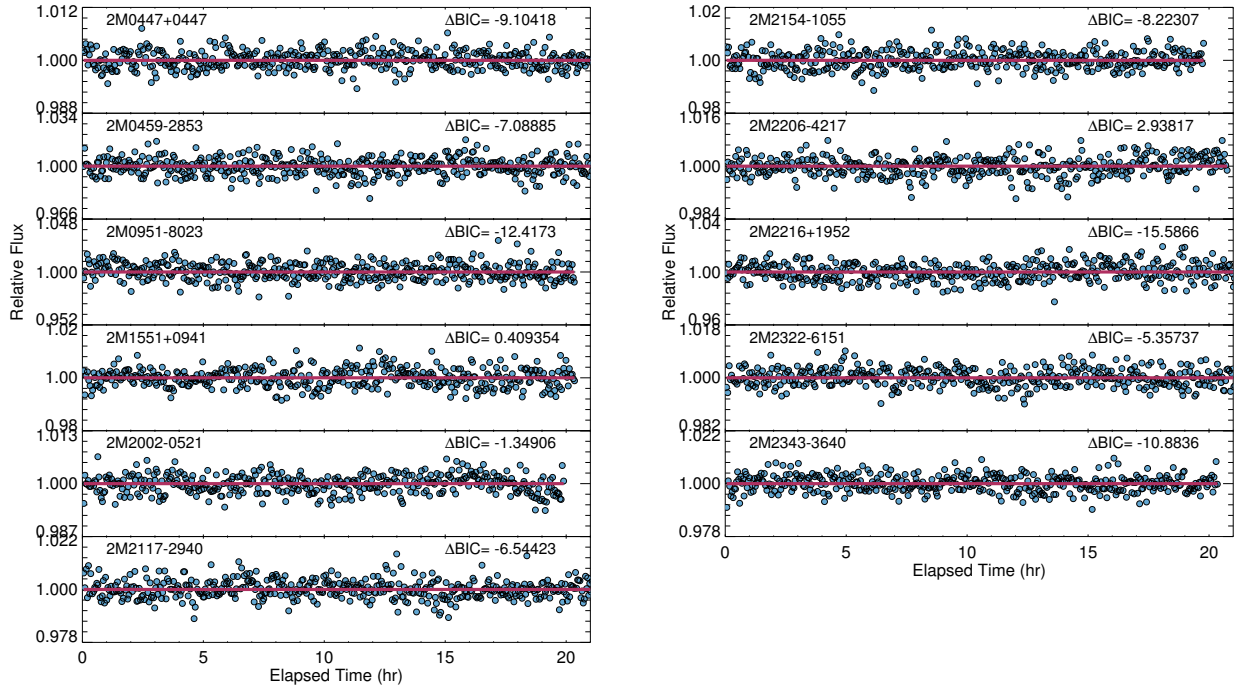 1.012
2M0447+0447 ΔBIC= -9.10418
1.000
0.988
1.034
2M0459-2853 ΔBIC= -7.08885
1.000
0.966
1.048
2M0951-8023 ΔBIC= -12.4173
1.000
0.952
1.02
2M1551+0941 ΔBIC= 0.409354
1.00
0.98
1.013
2M2002-0521 ΔBIC= -1.34906
1.000
0.987
1.022
2M2117-2940 ΔBIC= -6.54423
1.000
0.978
0 5 10 15 20
Elapsed Time (hr)
Relative Flux
1.02
2M2154-1055 ΔBIC= -8.22307
1.00
0.98
1.016
2M2206-4217 ΔBIC= 2.93817
1.000
0.984
1.04
2M2216+1952 ΔBIC= -15.5866
1.00
0.96
1.018
2M2322-6151 ΔBIC= -5.35737
1.000
0.982
1.022
2M2343-3640 ΔBIC= -10.8836
1.000
0.978
0 5 10 15 20
Elapsed Time (hr)
Relative Flux